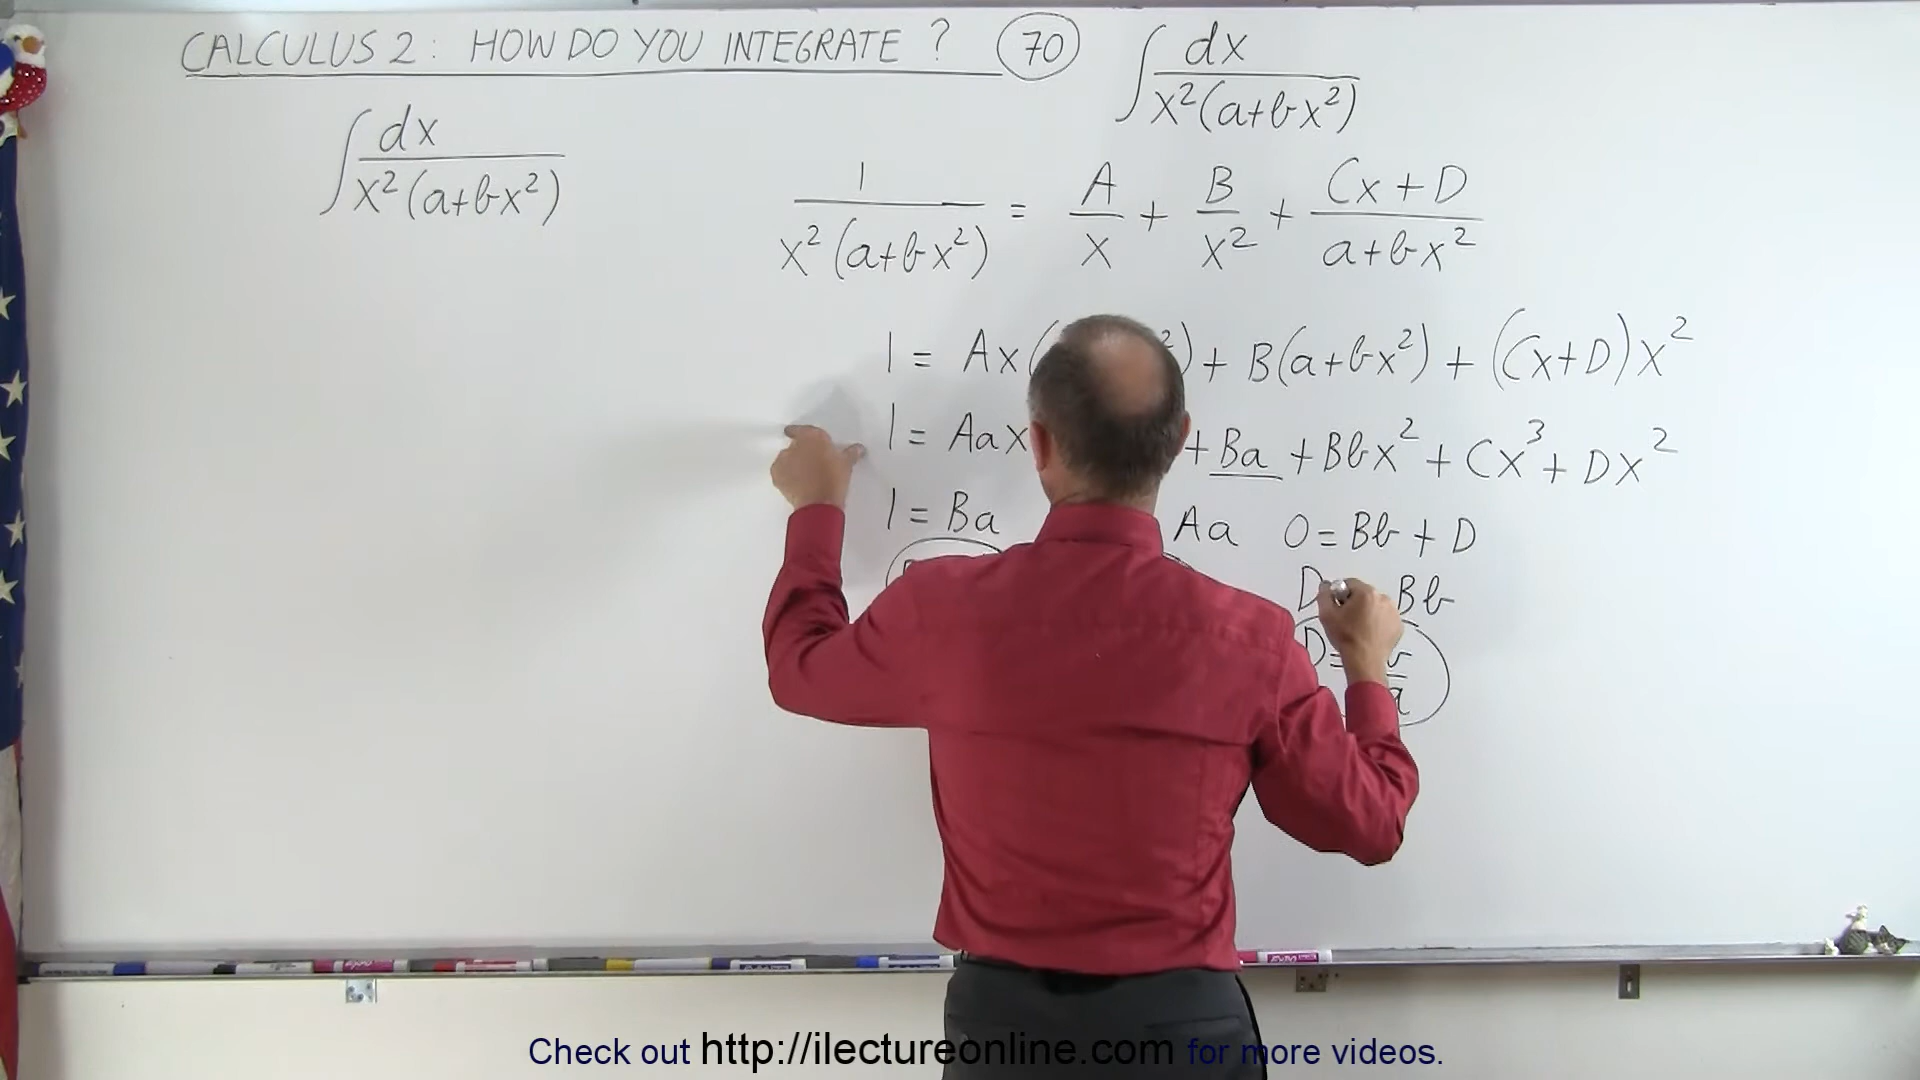 CALCULUS 2: HOW DO YOU INTEGRATE? 70 ∫ dx / x²(a+bx²)
∫ dx / x²(a+bx²)
1 / x²(a+bx²) = A/x + B/x² + Cx+D / a+bx²
1 = Ax( ²) + B(a+bx²) + (Cx+D)x²
1 = Aax + Ba + Bbx² + Cx³ + Dx²
1 = Ba Aa 0 = Bb + D
D Bb
D = b/a
EXPO
Check out http://ilectureonline.com for more videos.